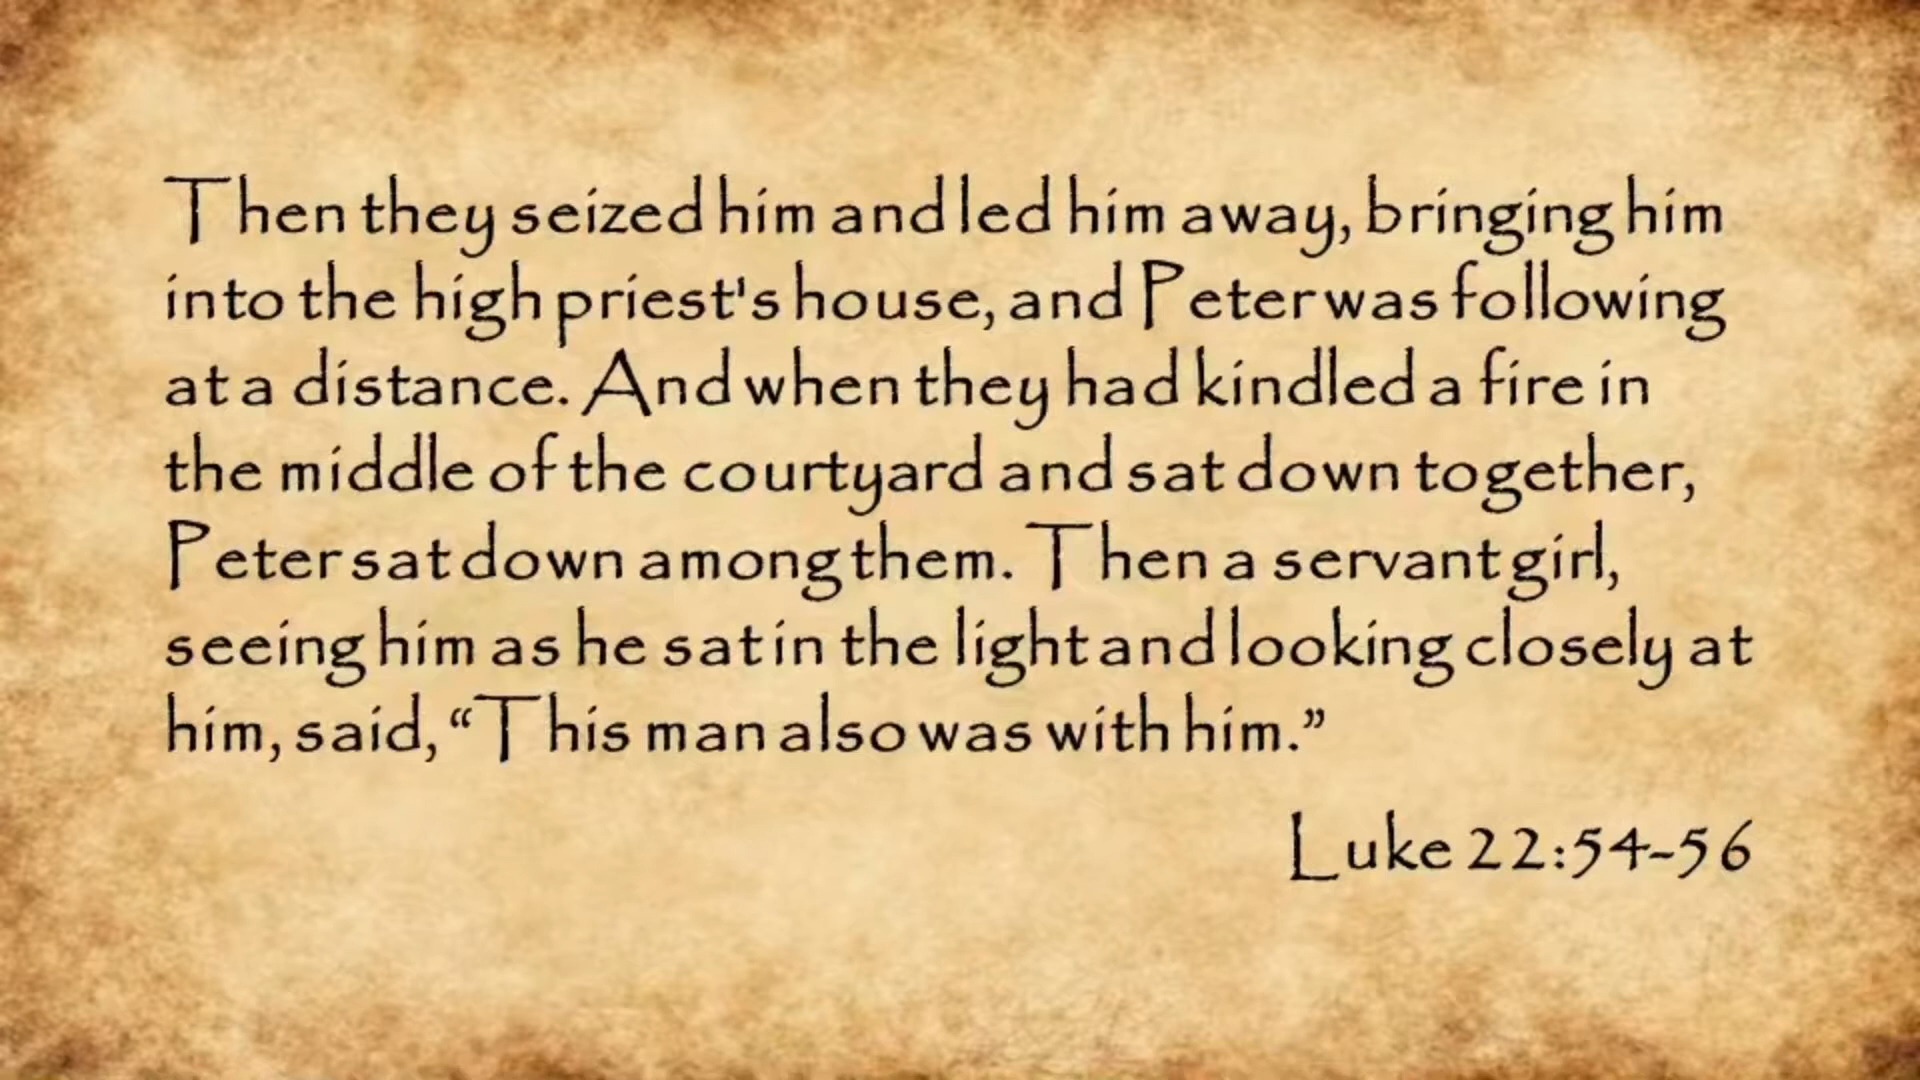 Then they seized him and led him away, bringing him
into the high priest's house, and Peter was following
at a distance. And when they had kindled a fire in
the middle of the courtyard and sat down together,
Peter sat down among them. Then a servant girl,
seeing him as he sat in the light and looking closely at
him, said, “This man also was with him.”
Luke 22:54-56